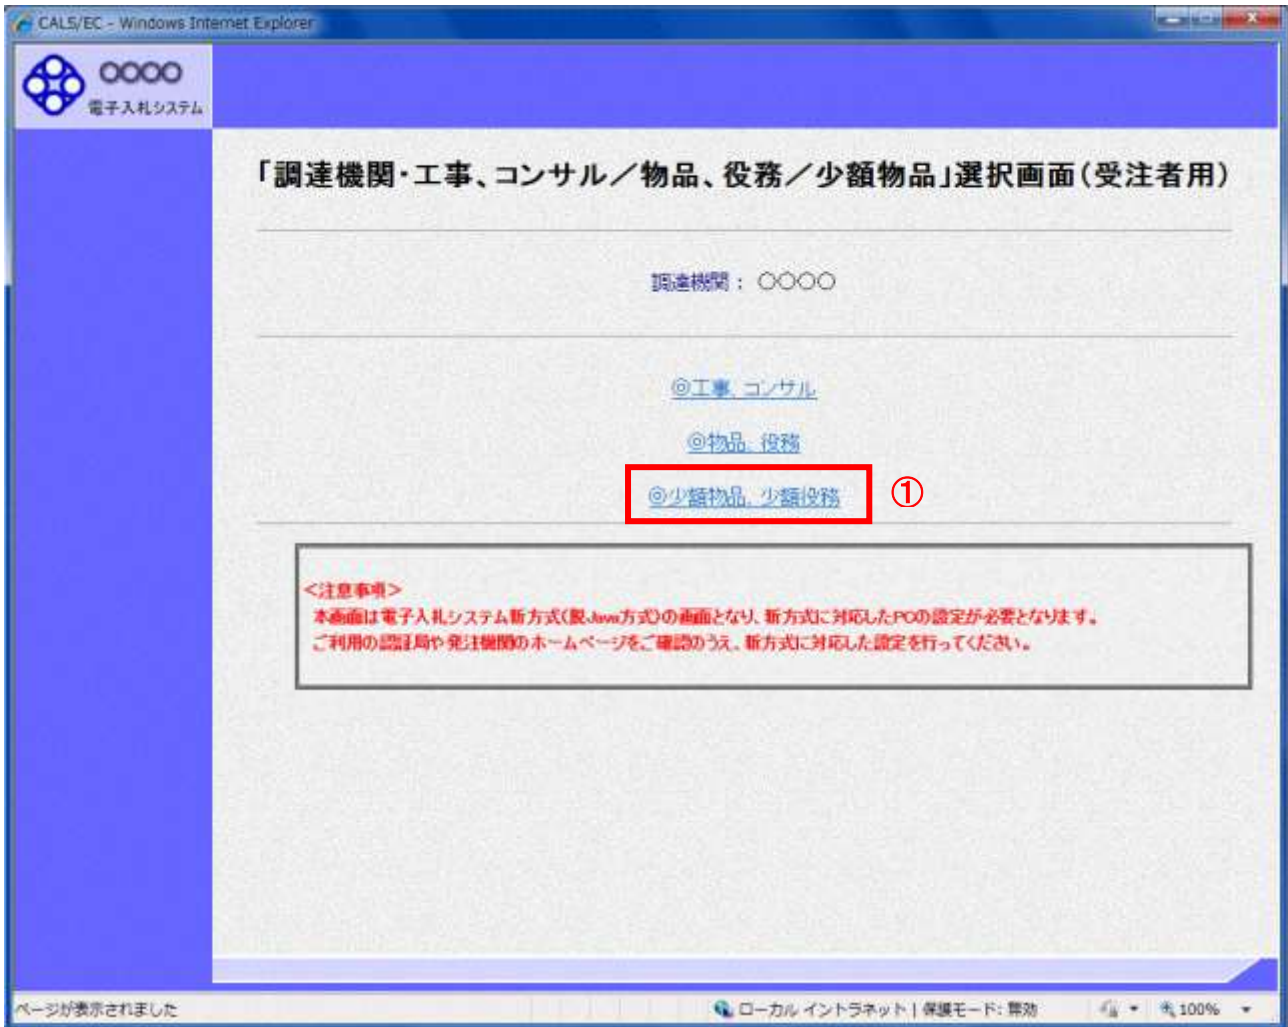 CALS/EC - Windows Internet Explorer
○○○○
電子入札システム
「調達機関・工事、コンサル／物品、役務／少額物品」選択画面（受注者用）
調達機関： ○○○○
◎工事、コンサル
◎物品、役務
◎少額物品、少額役務
①
＜注意事項＞
本画面は電子入札システム新方式(脱Java方式)の画面となり、新方式に対応したPCの設定が必要となります。
ご利用の認証局や発注機関のホームページをご確認のうえ、新方式に対応した設定を行ってください。
ページが表示されました
ローカル イントラネット | 保護モード: 無効
100%